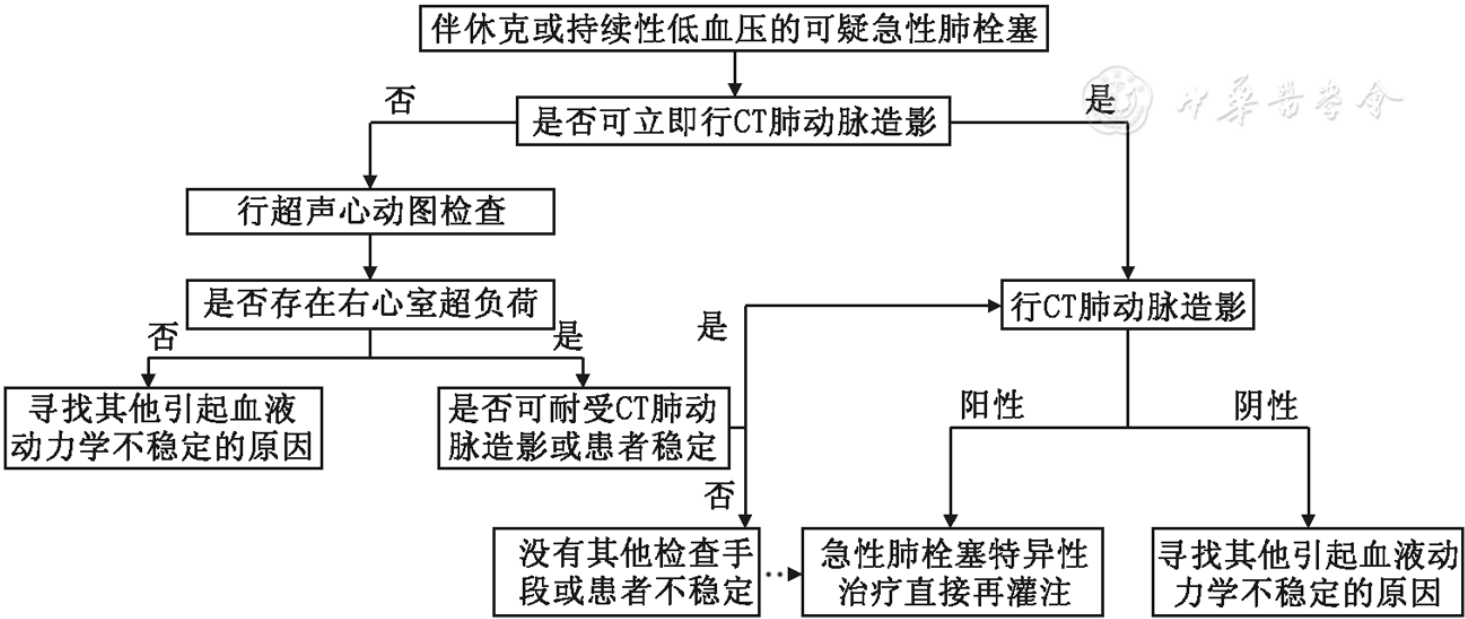 伴休克或持续性低血压的可疑急性肺栓塞
中华医学会
否
是否可立即行CT肺动脉造影
是
行超声心动图检查
是否存在右心室超负荷
行CT肺动脉造影
否
是
是
寻找其他引起血液
动力学不稳定的原因
是否可耐受CT肺动
脉造影或患者稳定
阳性
阴性
否
没有其他检查手
段或患者不稳定
急性肺栓塞特异性
治疗直接再灌注
寻找其他引起血液动
力学不稳定的原因